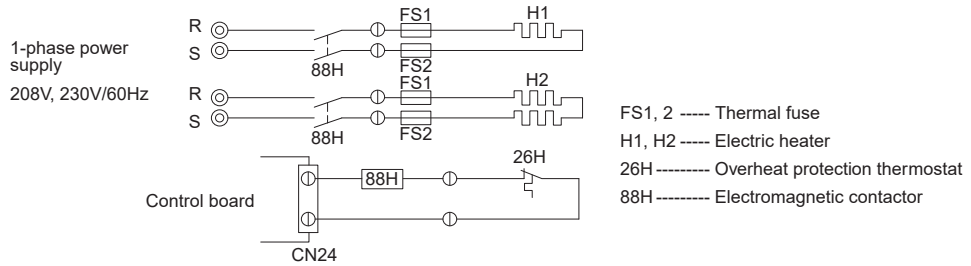 1-phase power
supply
208V, 230V/60Hz
R
S
88H
FS1
FS2
H1
R
S
88H
FS1
FS2
H2
Control board
88H
26H
CN24
FS1, 2 ----- Thermal fuse
H1, H2 ----- Electric heater
26H--------- Overheat protection thermostat
88H--------- Electromagnetic contactor